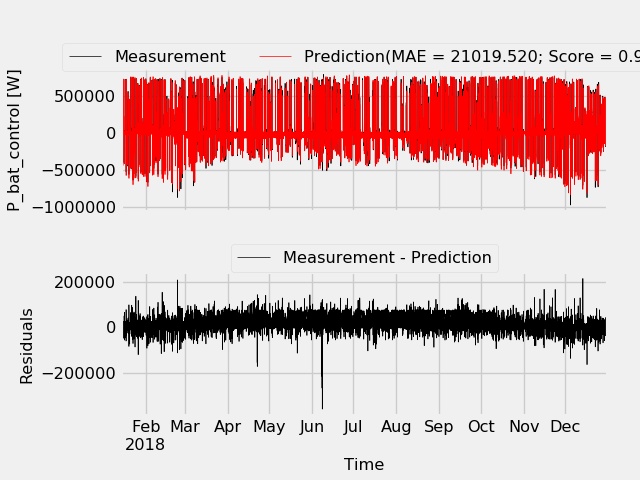 Measurement Prediction(MAE = 21019.520; Score = 0.9
P_bat_control [W]
500000
0
−500000
−1000000
Measurement - Prediction
Residuals
200000
0
−200000
Feb Mar Apr May Jun Jul Aug Sep Oct Nov Dec
2018
Time